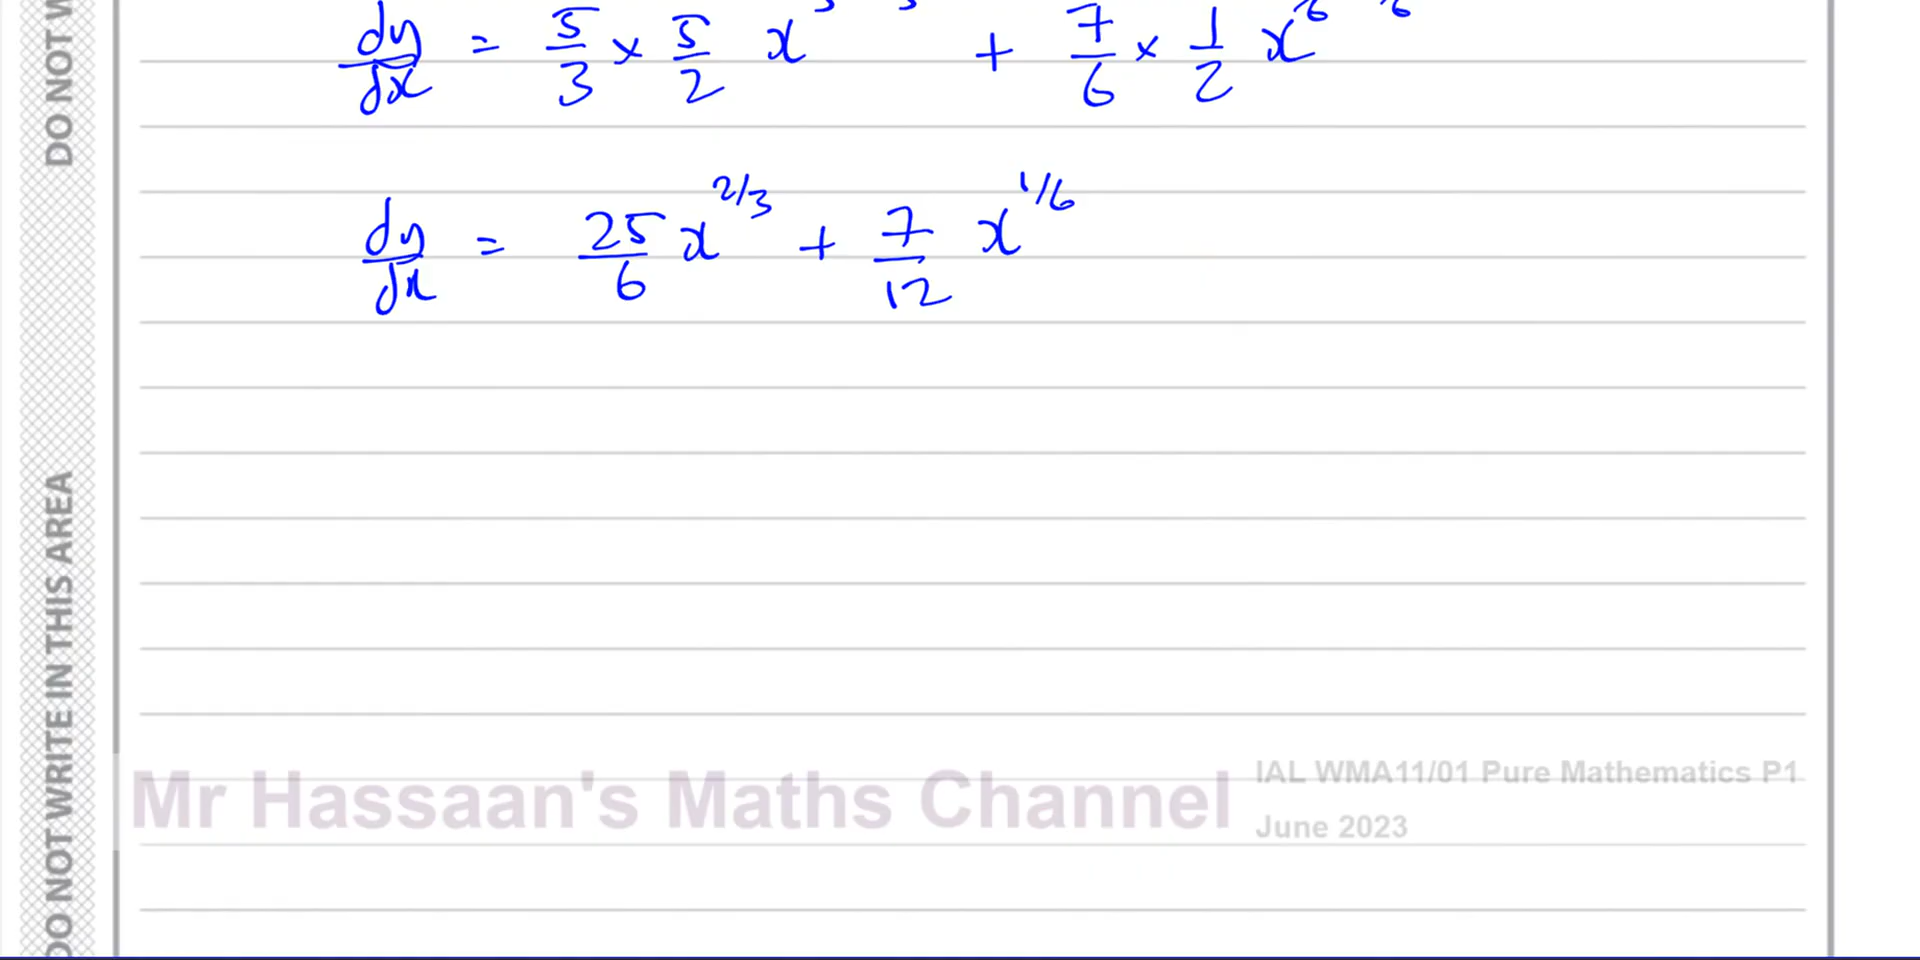 DO NOT W
dy/dx = 5/3 × 5/2 x + 7/6 × 1/2 x
dy/dx = 25/6 x^2/3 + 7/12 x^1/6
DO NOT WRITE IN THIS AREA
Mr Hassaan's Maths Channel
IAL WMA11/01 Pure Mathematics P1
June 2023